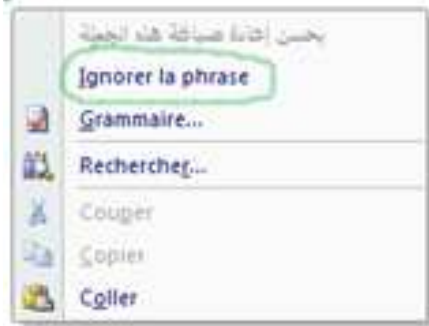 يحسن إعادة صياغة هذه الجملة
Ignorer la phrase
Grammaire...
Rechercher...
Couper
Copier
Coller